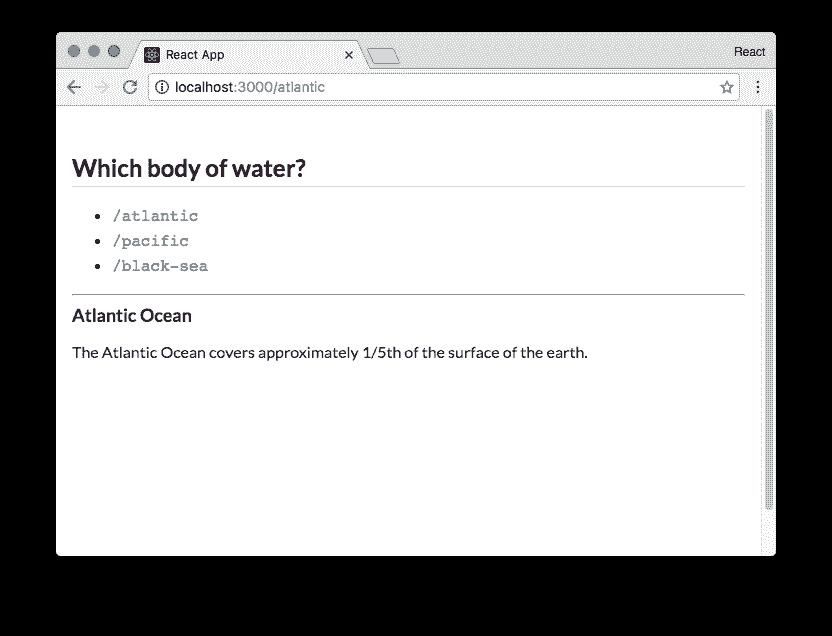 React App
React
localhost:3000/atlantic
Which body of water?
/atlantic
/pacific
/black-sea
Atlantic Ocean
The Atlantic Ocean covers approximately 1/5th of the surface of the earth.